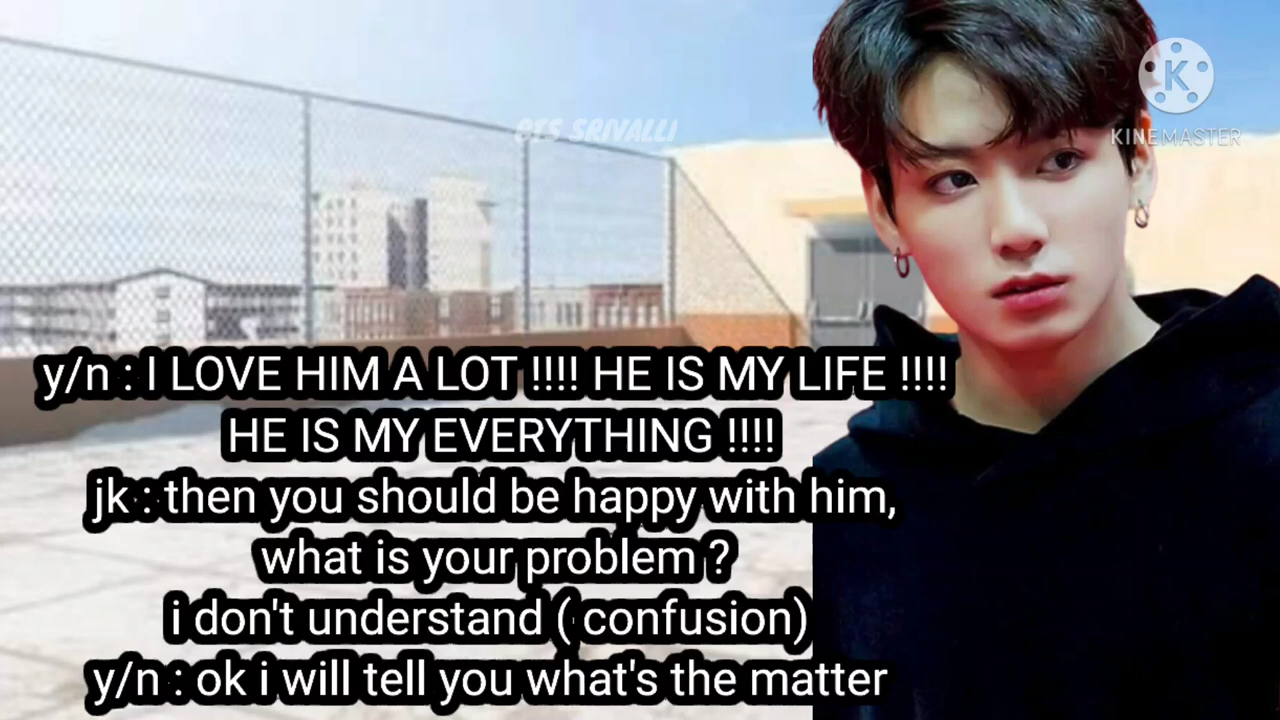 BTS SRIVALLI
K
KINEMASTER
y/n : I LOVE HIM A LOT !!!! HE IS MY LIFE !!!!
HE IS MY EVERYTHING !!!!
jk : then you should be happy with him,
what is your problem ?
i don't understand ( confusion)
y/n : ok i will tell you what's the matter